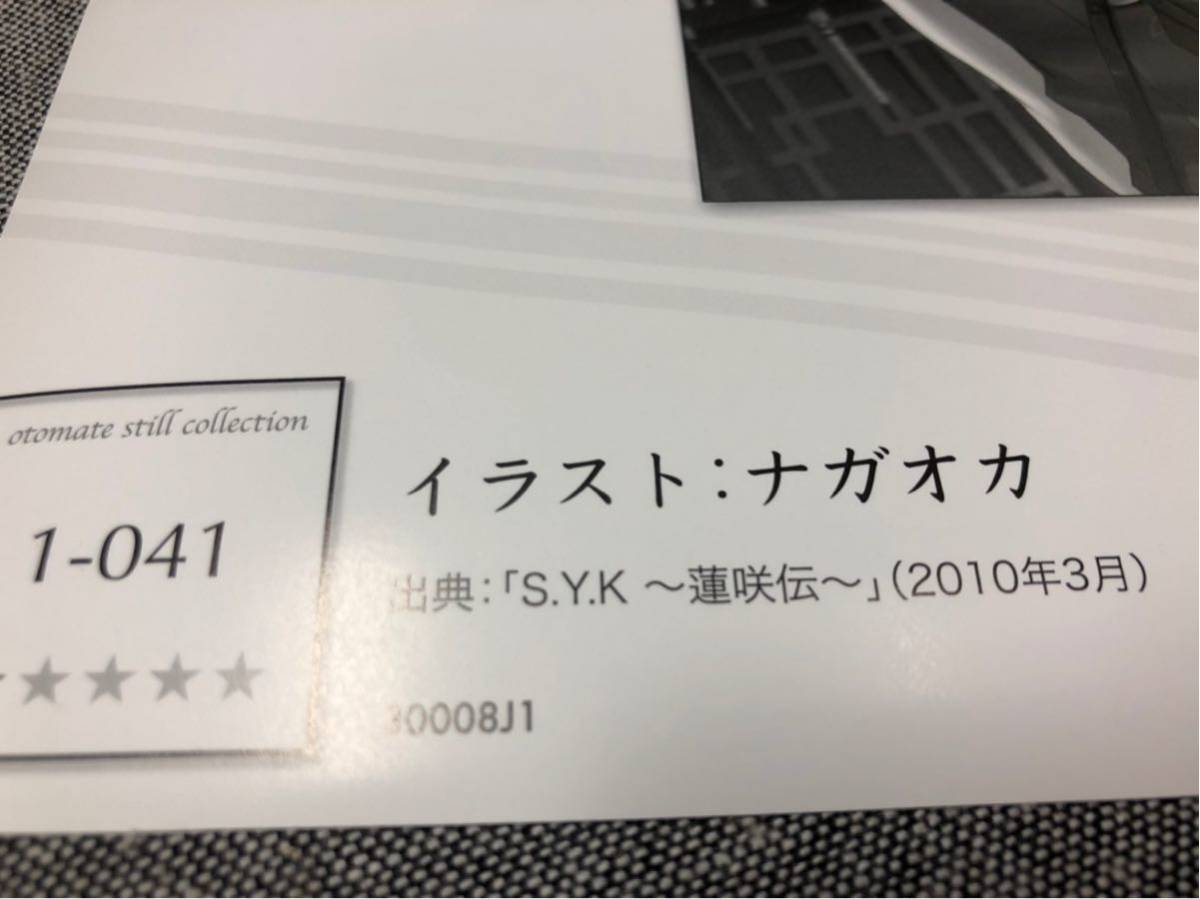 otomate still collection
1-041
★★★★
イラスト:ナガオカ
出典:「S.Y.K ～蓮咲伝～」(2010年3月)
30008J1